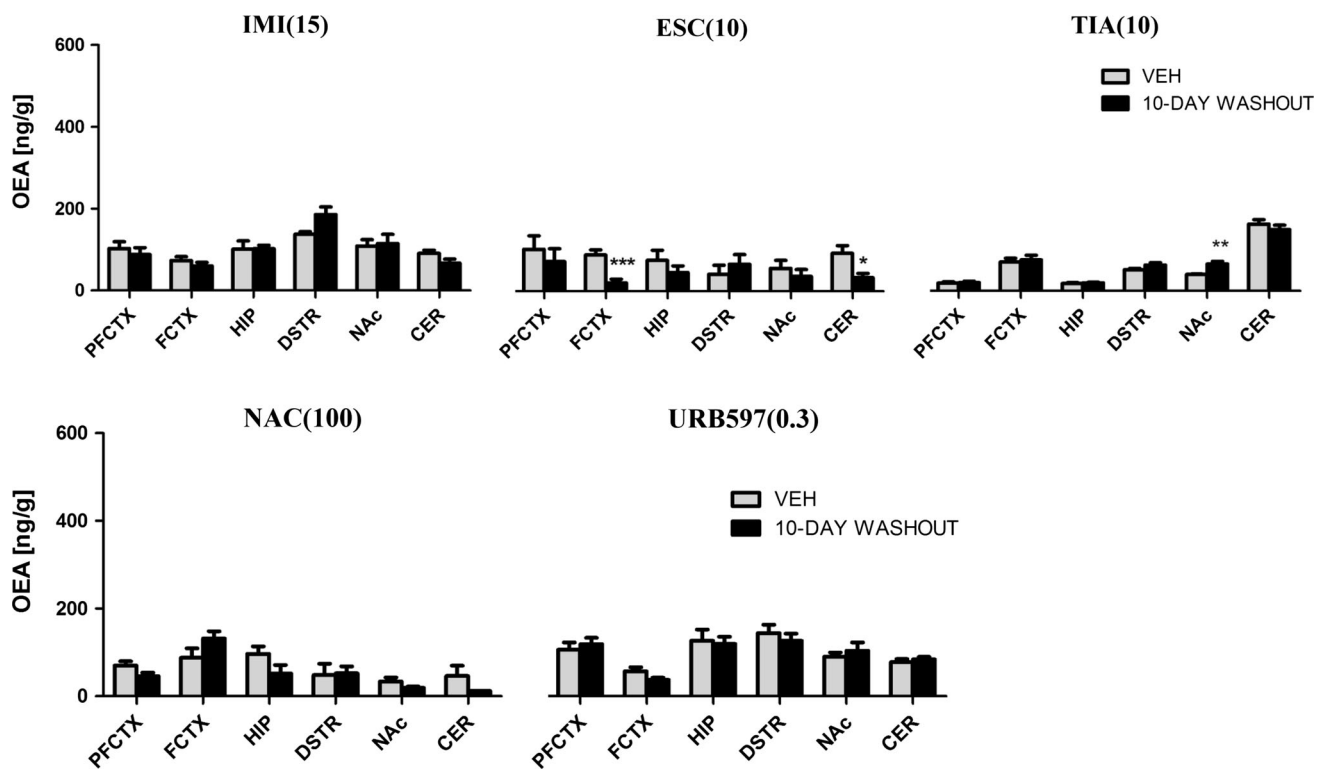 IMI(15)
ESC(10)
TIA(10)
OEA [ng/g]
600
400
200
0
PFCTX
FCTX
HIP
DSTR
NAc
CER
***
*
PFCTX
FCTX
HIP
DSTR
NAc
CER
VEH
10-DAY WASHOUT
**
PFCTX
FCTX
HIP
DSTR
NAc
CER
NAC(100)
URB597(0.3)
OEA [ng/g]
600
400
200
0
PFCTX
FCTX
HIP
DSTR
NAc
CER
VEH
10-DAY WASHOUT
PFCTX
FCTX
HIP
DSTR
NAc
CER